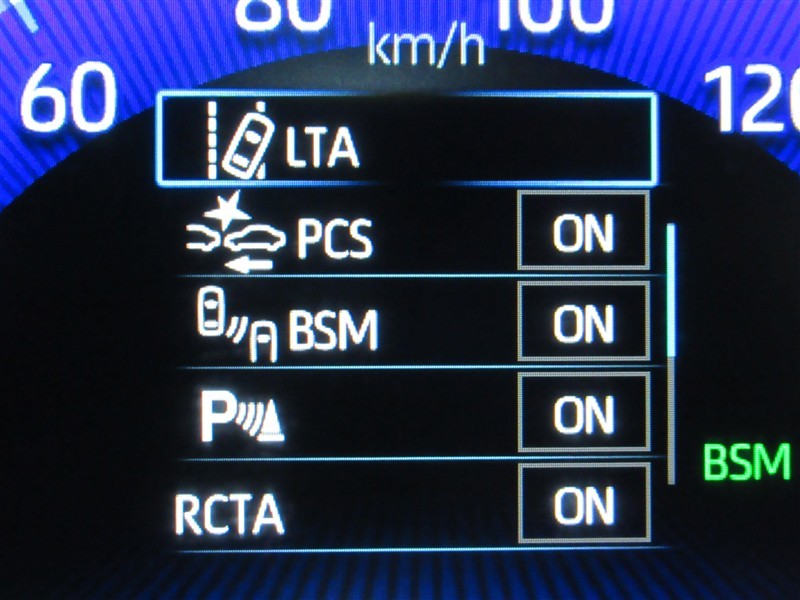 80 100
km/h
60 120
LTA
PCS ON
BSM ON
P ON
BSM
RCTA ON